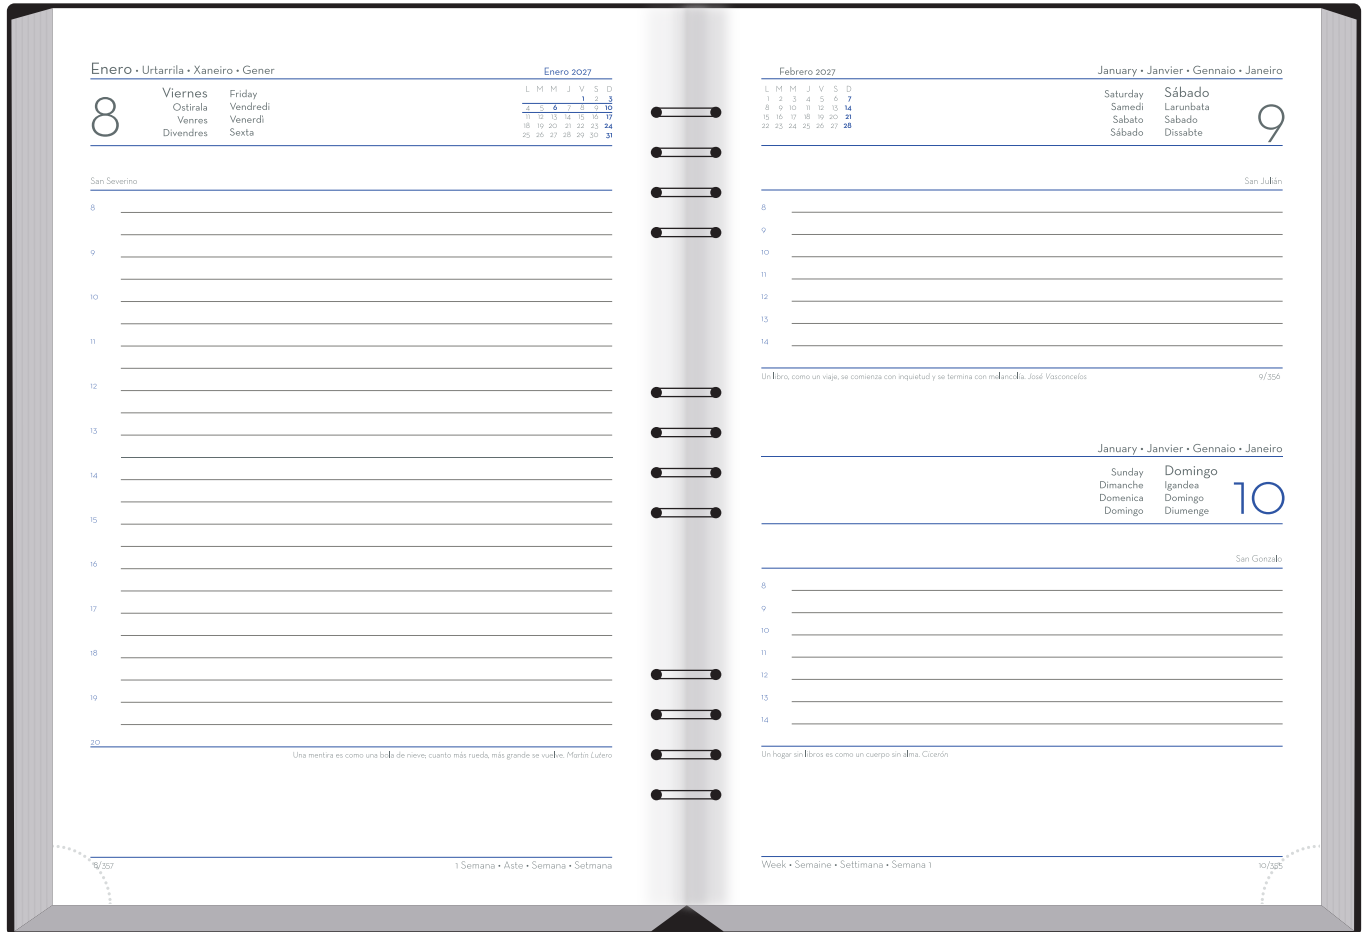 Enero • Urtarrila • Xaneiro • Gener
Enero 2027
8
Viernes
Ostirala
Venres
Divendres
Friday
Vendredi
Venerdì
Sexta
L M M J V S D
1 2 3
4 5 6 7 8 9 10
11 12 13 14 15 16 17
18 19 20 21 22 23 24
25 26 27 28 29 30 31
San Severino
8
9
10
11
12
13
14
15
16
17
18
19
20
Una mentira es como una bola de nieve; cuanto más rueda, más grande se vuelve. Martín Lutero
8/357
1 Semana • Aste • Semana • Setmana
Febrero 2027
January • Janvier • Gennaio • Janeiro
L M M J V S D
1 2 3 4 5 6 7
8 9 10 11 12 13 14
15 16 17 18 19 20 21
22 23 24 25 26 27 28
Saturday
Samedi
Sabato
Sábado
Sábado
Larunbata
Sabado
Dissabte
9
San Julián
8
9
10
11
12
13
14
Un libro, como un viaje, se comienza con inquietud y se termina con melancolía. José Vasconcelos
9/356
January • Janvier • Gennaio • Janeiro
Sunday
Dimanche
Domenica
Domingo
Domingo
Igandea
Domingo
Diumenge
10
San Gonzalo
8
9
10
11
12
13
14
Un hogar sin libros es como un cuerpo sin alma. Cicerón
Week • Semaine • Settimana • Semana 1
10/355